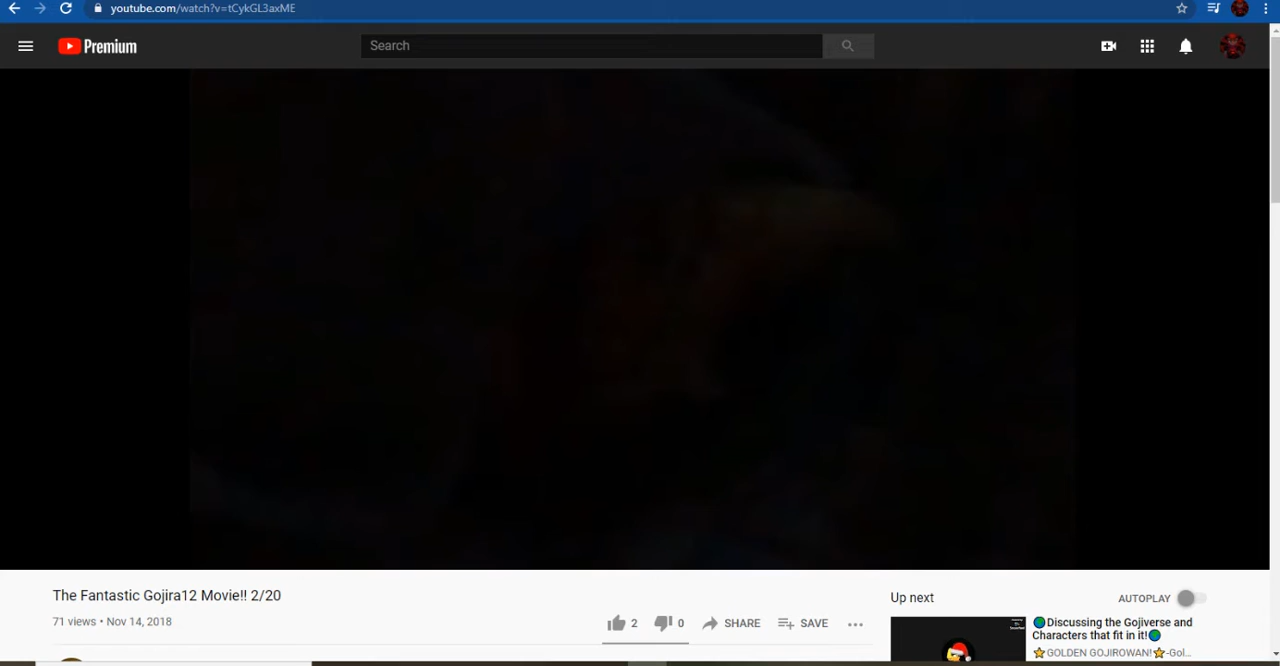 youtube.com/watch?v=tCykGL3axME
Premium
Search
The Fantastic Gojira12 Movie!! 2/20
71 views • Nov 14, 2018
2
0
SHARE
SAVE
Up next
AUTOPLAY
🌍Discussing the Gojiverse and
Characters that fit in it!🌍
⭐GOLDEN GOJIROWAN!⭐-Gol...